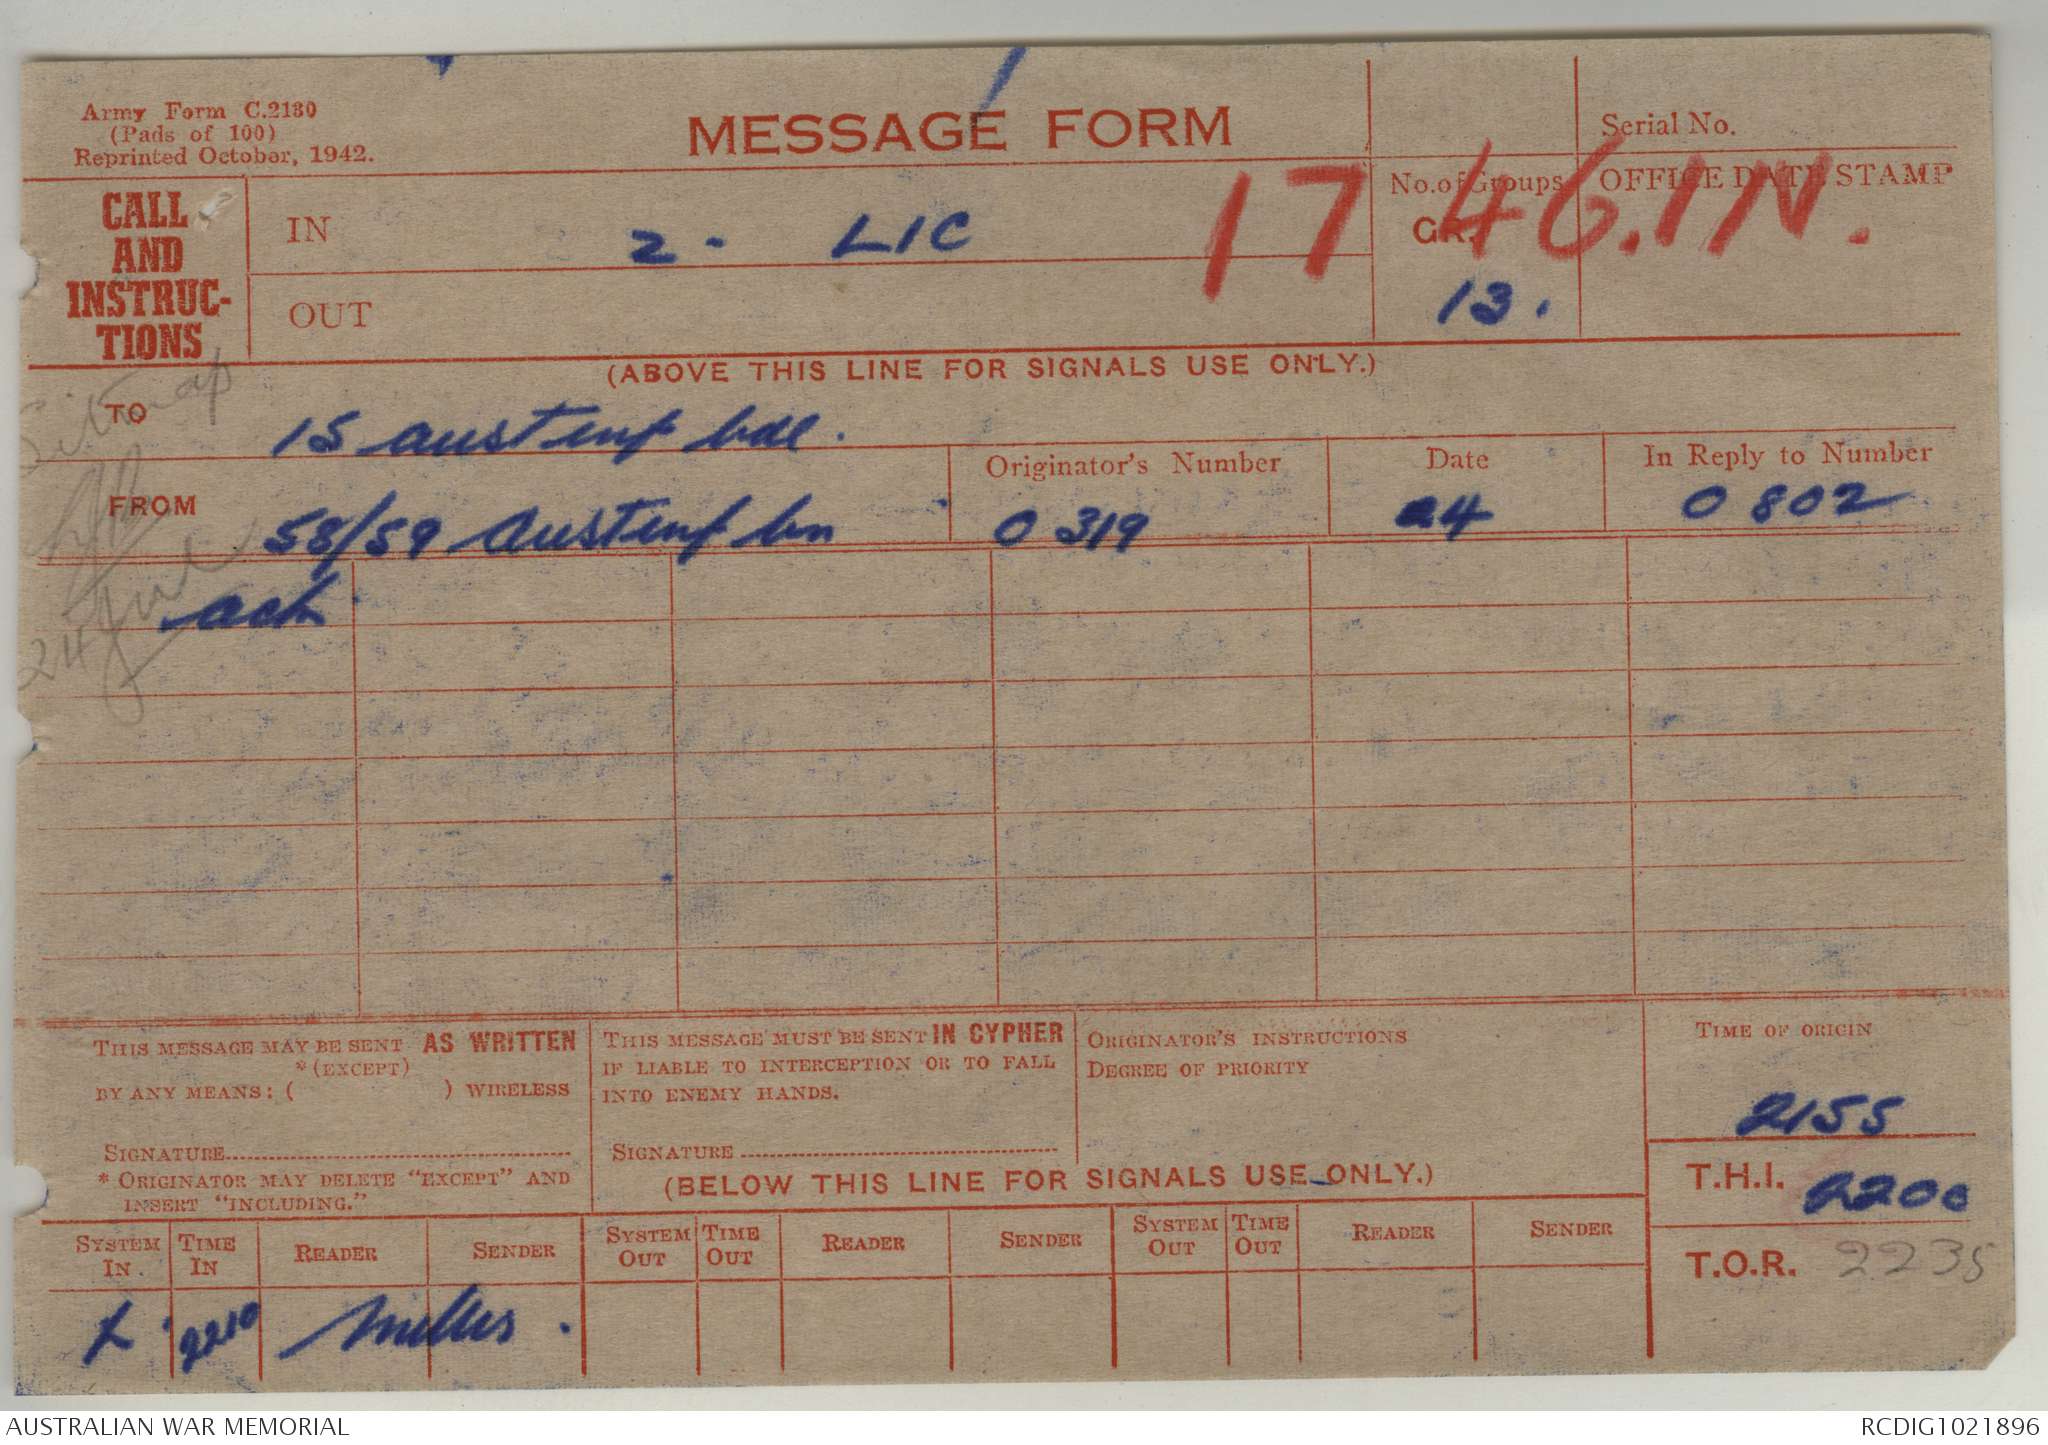 Army Form C.2130
(Pads of 100)
Reprinted October, 1942.
MESSAGE FORM
Serial No.
CALL
AND
INSTRUC-
TIONS
IN
2. LIC
1746.IN.
No. of Groups
GR.
13.
OFFICE DATE STAMP
OUT
(ABOVE THIS LINE FOR SIGNALS USE ONLY.)
Sitmap
TO
15 aust inf bde.
FROM
58/59 Aust inf bn
Originator's Number
0319
Date
24
In Reply to Number
0802
24 Jul
ack
THIS MESSAGE MAY BE SENT AS WRITTEN
*(EXCEPT)
BY ANY MEANS: ( ) WIRELESS
SIGNATURE
* ORIGINATOR MAY DELETE "EXCEPT" AND
INSERT "INCLUDING."
THIS MESSAGE MUST BE SENT IN CYPHER
IF LIABLE TO INTERCEPTION OR TO FALL
INTO ENEMY HANDS.
SIGNATURE
ORIGINATOR'S INSTRUCTIONS
DEGREE OF PRIORITY
TIME OF ORIGIN
2155
(BELOW THIS LINE FOR SIGNALS USE ONLY.)
T.H.I. 2200
T.O.R. 2235
SYSTEM IN
TIME IN
READER
SENDER
SYSTEM OUT
TIME OUT
READER
SENDER
SYSTEM OUT
TIME OUT
READER
SENDER
L. 2210
AUSTRALIAN WAR MEMORIAL
RCDIG1021896